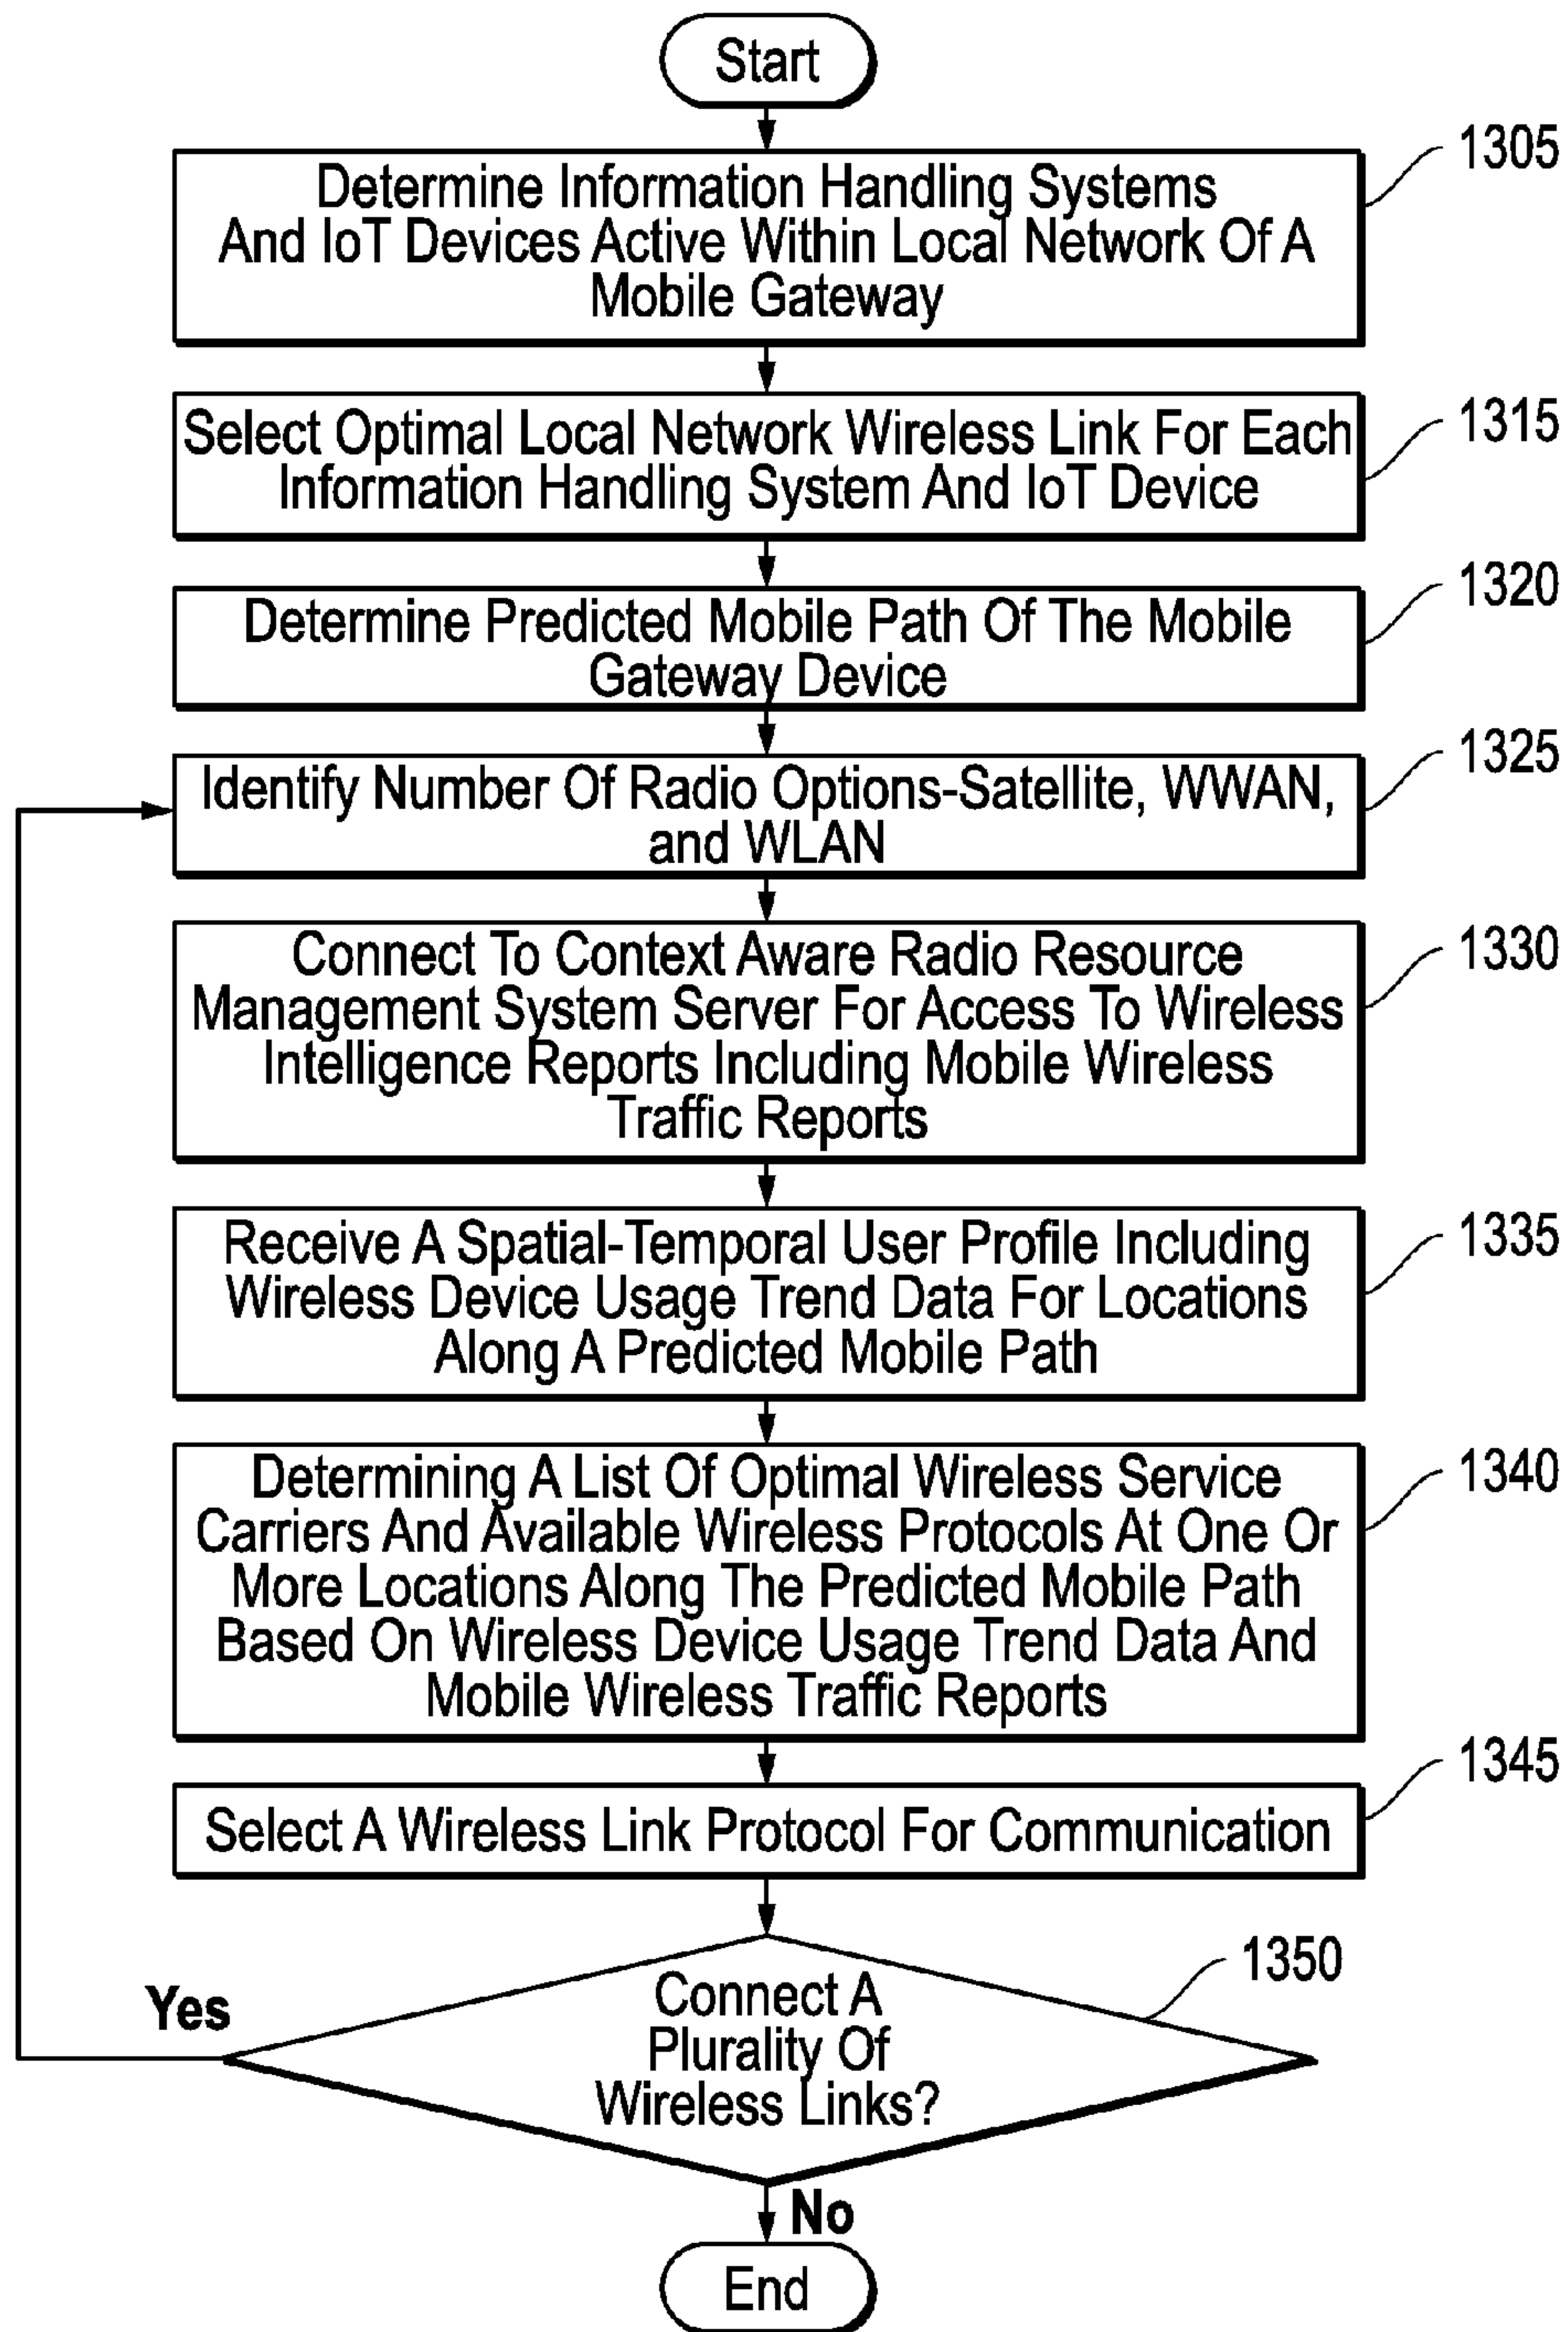 Start
1305
Determine Information Handling Systems
And IoT Devices Active Within Local Network Of A
Mobile Gateway
1315
Select Optimal Local Network Wireless Link For Each
Information Handling System And IoT Device
1320
Determine Predicted Mobile Path Of The Mobile
Gateway Device
1325
Identify Number Of Radio Options-Satellite, WWAN,
and WLAN
1330
Connect To Context Aware Radio Resource
Management System Server For Access To Wireless
Intelligence Reports Including Mobile Wireless
Traffic Reports
1335
Receive A Spatial-Temporal User Profile Including
Wireless Device Usage Trend Data For Locations
Along A Predicted Mobile Path
1340
Determining A List Of Optimal Wireless Service
Carriers And Available Wireless Protocols At One Or
More Locations Along The Predicted Mobile Path
Based On Wireless Device Usage Trend Data And
Mobile Wireless Traffic Reports
1345
Select A Wireless Link Protocol For Communication
1350
Connect A
Plurality Of
Wireless Links?
Yes
No
End